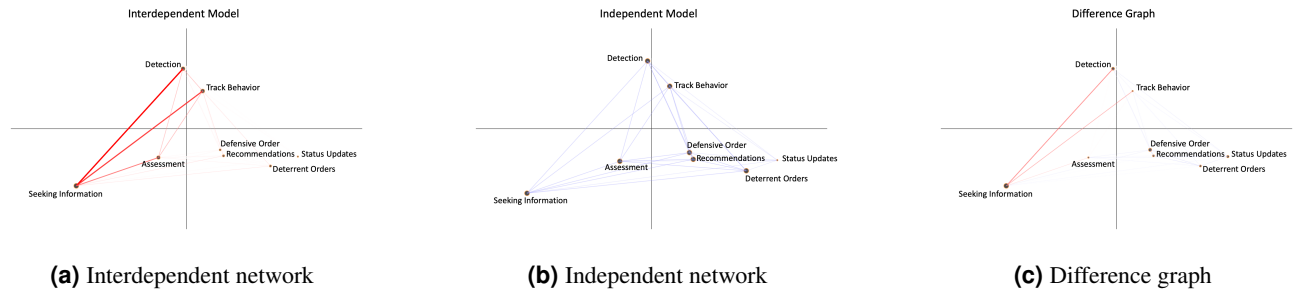 Interdependent Model
Detection
Track Behavior
Defensive Order
Recommendations
Status Updates
Assessment
Deterrent Orders
Seeking Information
(a) Interdependent network
Independent Model
Detection
Track Behavior
Defensive Order
Recommendations
Status Updates
Assessment
Deterrent Orders
Seeking Information
(b) Independent network
Difference Graph
Detection
Track Behavior
Defensive Order
Recommendations
Status Updates
Assessment
Deterrent Orders
Seeking Information
(c) Difference graph